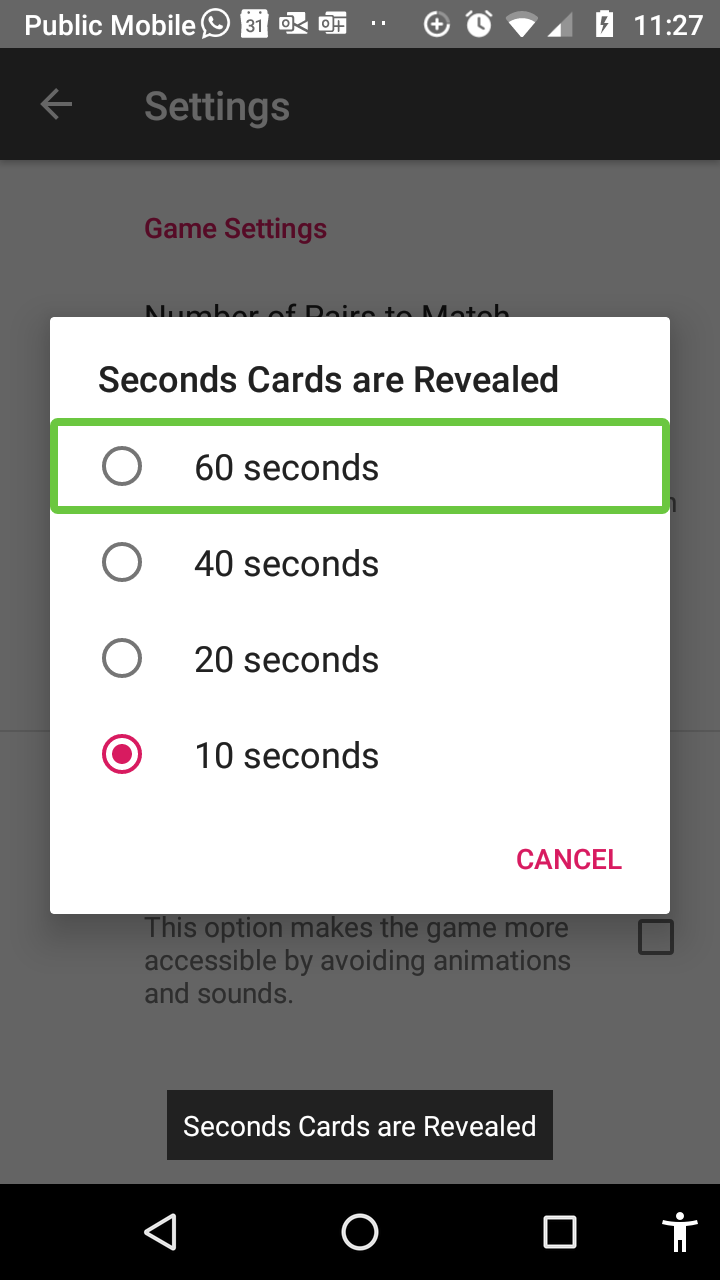 Public Mobile 31 11:27
Settings
Game Settings
Number of Pairs to Match
Seconds Cards are Revealed
60 seconds
40 seconds
20 seconds
10 seconds
CANCEL
This option makes the game more
accessible by avoiding animations
and sounds.
Seconds Cards are Revealed